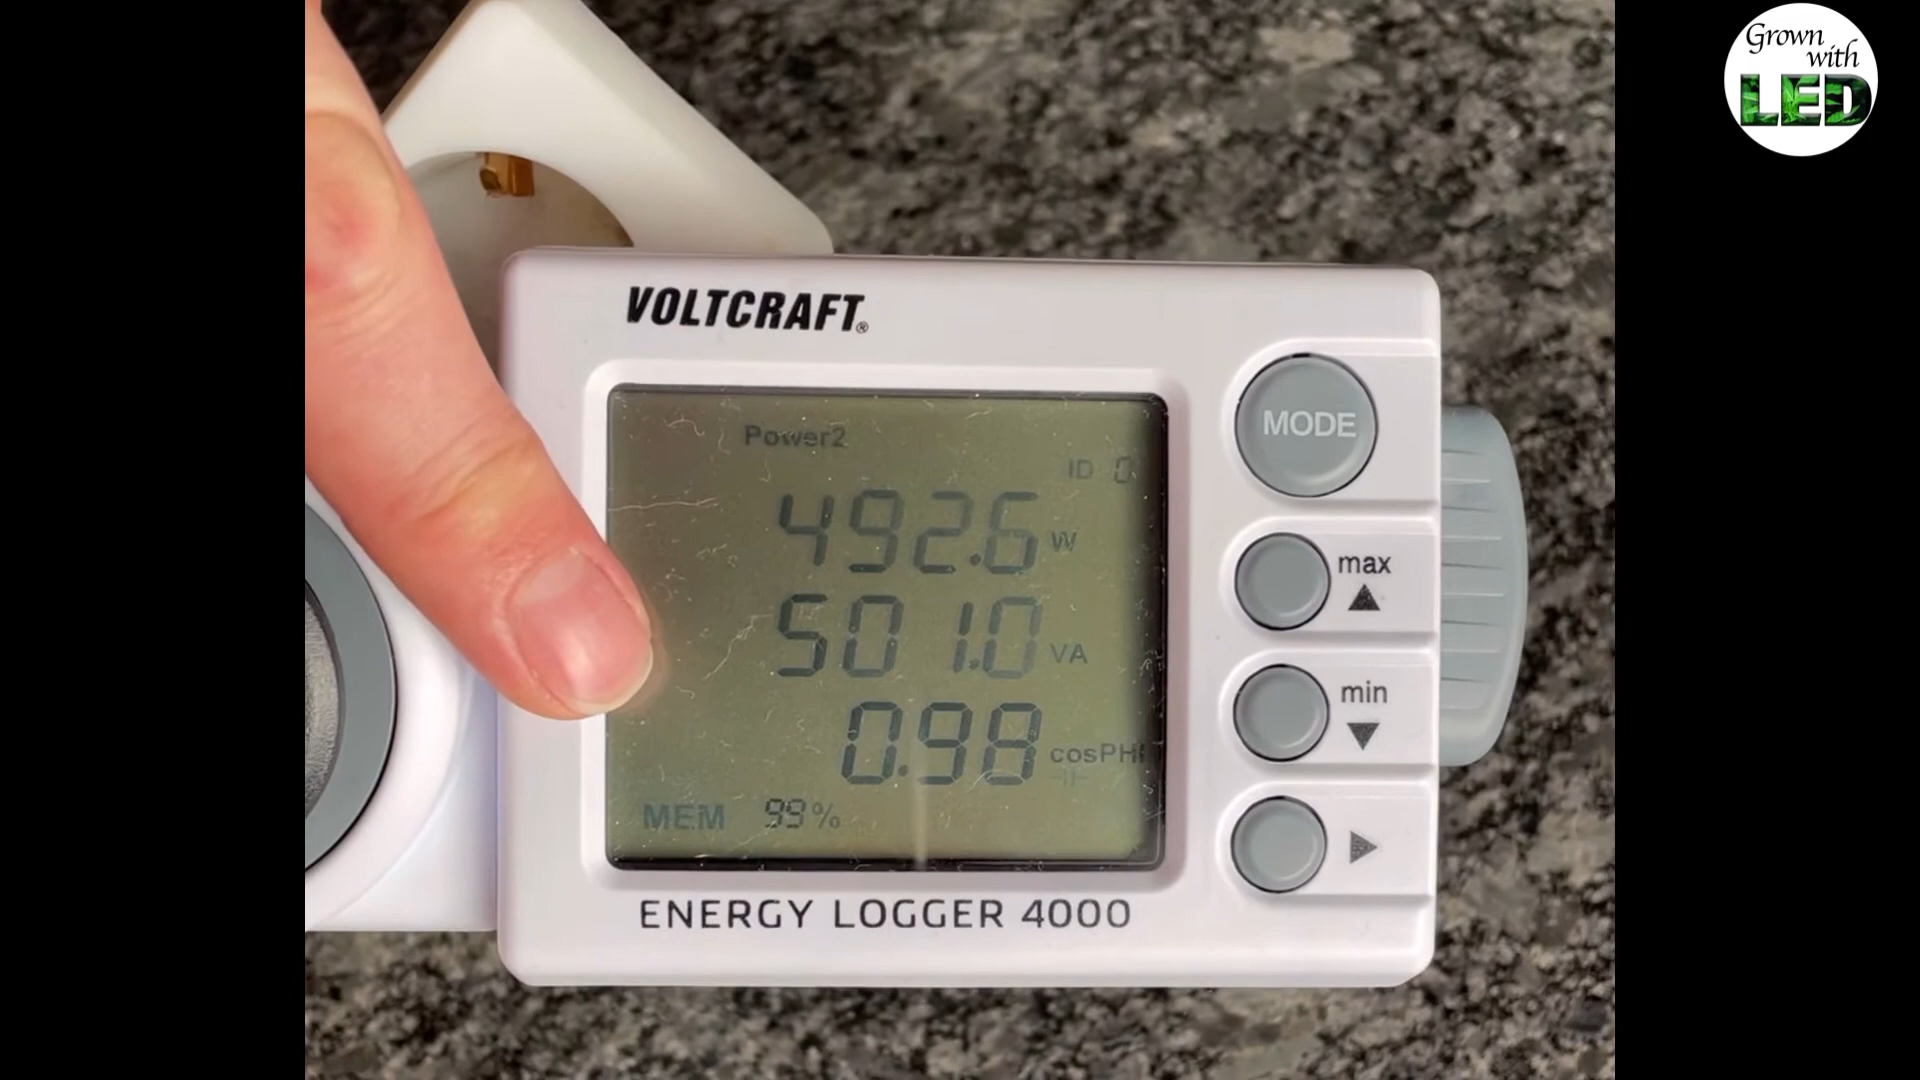 Grown
with
LED
VOLTCRAFT®
Power2
ID 0
492.6 W
501.0 VA
0.98 cosPHI
MEM 99%
MODE
max
min
ENERGY LOGGER 4000